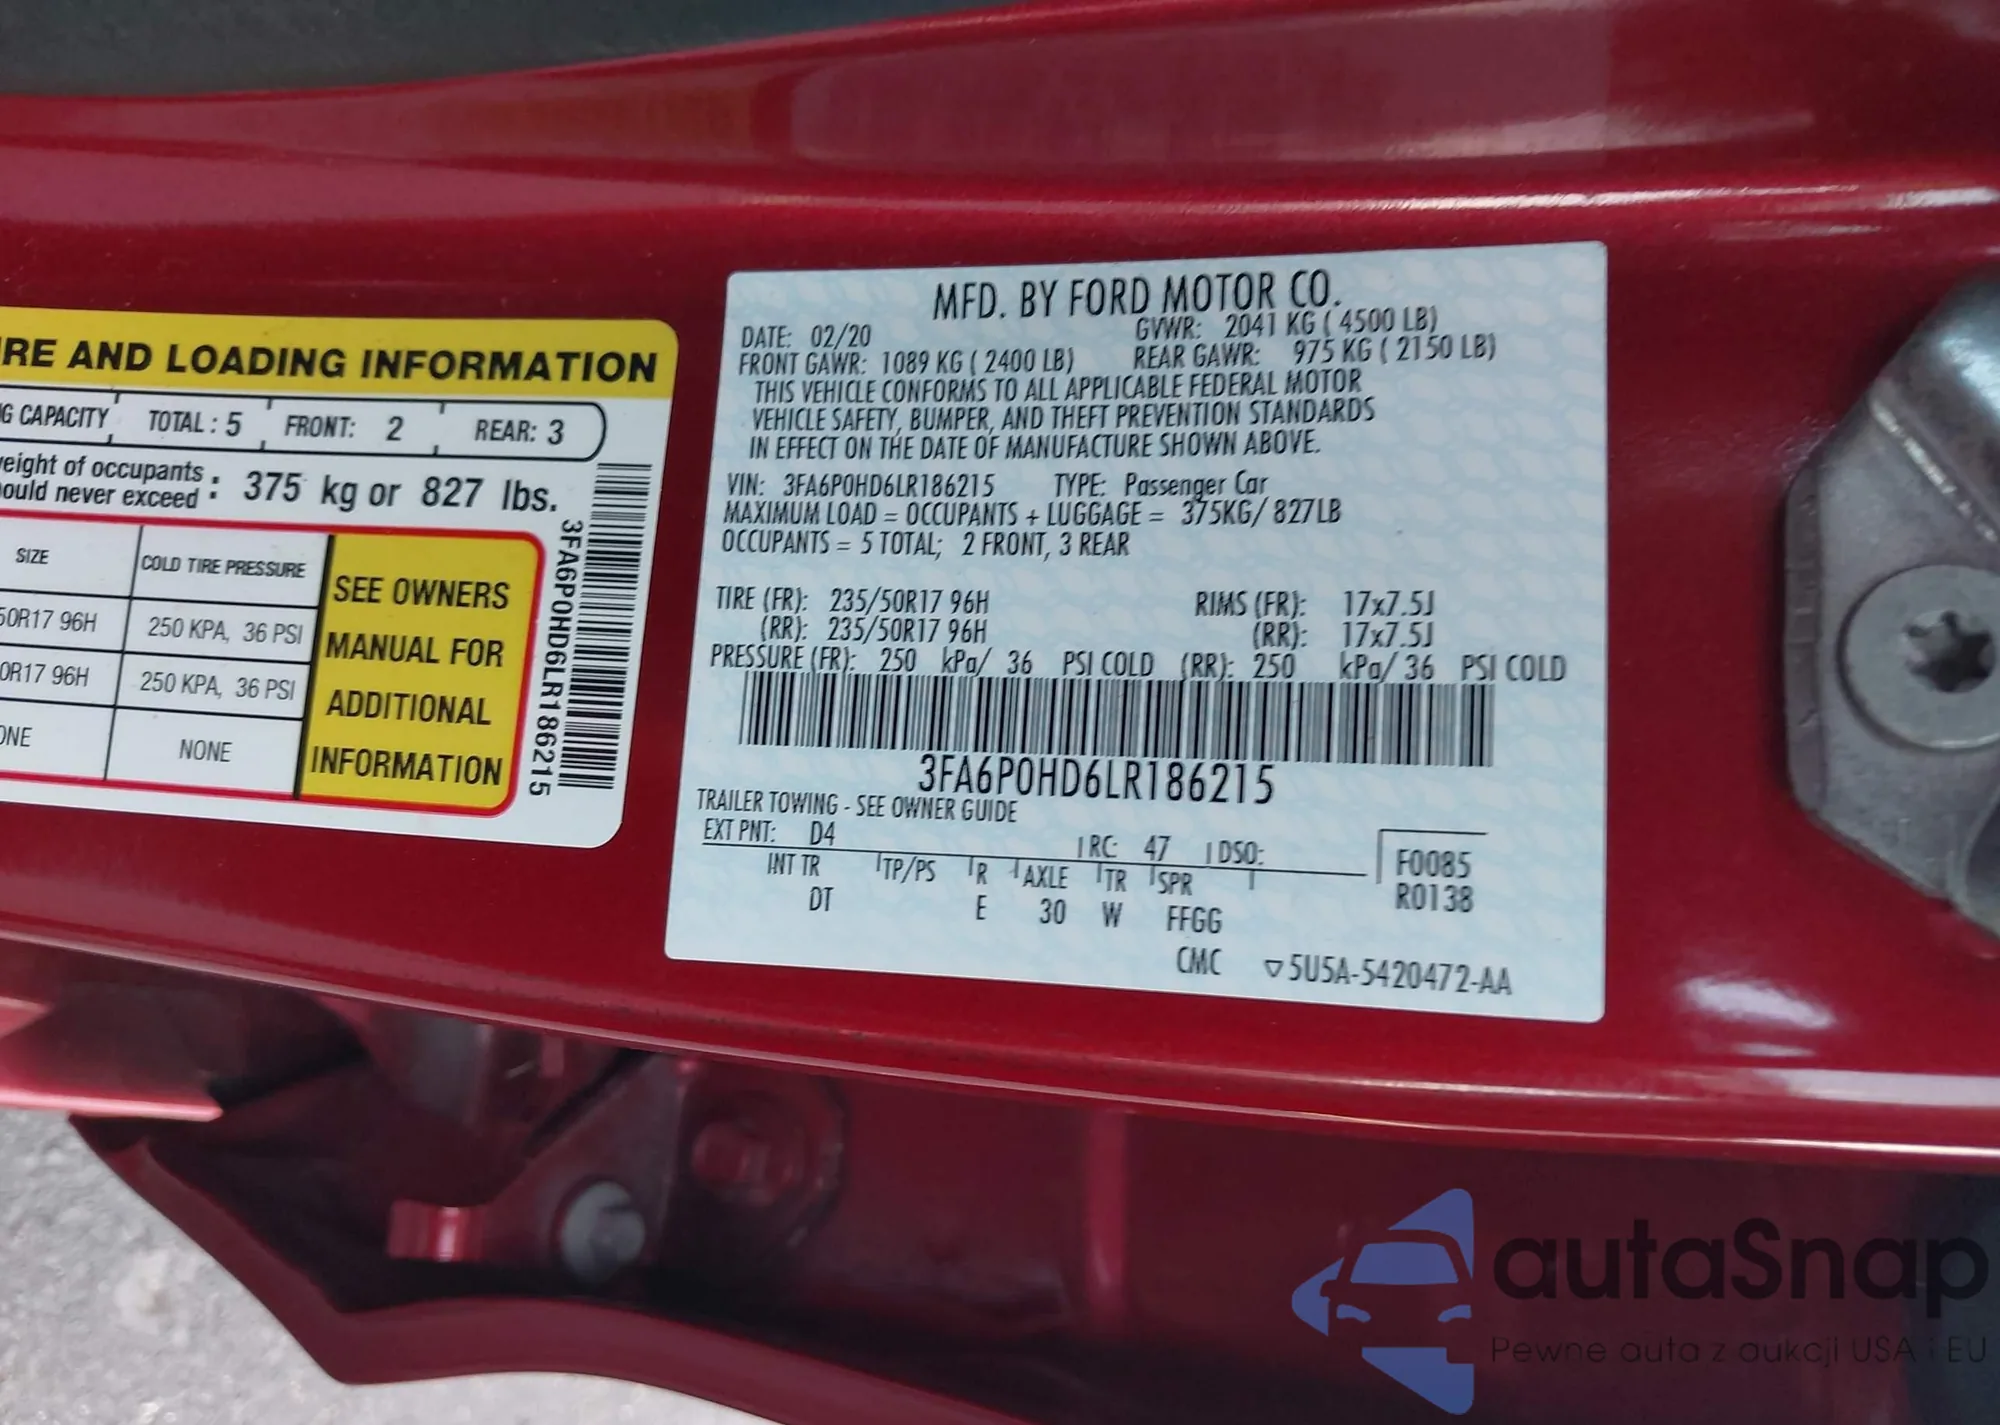 RE AND LOADING INFORMATION
G CAPACITY TOTAL : 5 FRONT: 2 REAR: 3
eight of occupants
ould never exceed : 375 kg or 827 lbs.
SIZE COLD TIRE PRESSURE
50R17 96H 250 KPA, 36 PSI
0R17 96H 250 KPA, 36 PSI
ONE NONE
SEE OWNERS
MANUAL FOR
ADDITIONAL
INFORMATION
3FA6P0HD6LR186215
MFD. BY FORD MOTOR CO.
DATE: 02/20 GVWR: 2041 KG ( 4500 LB)
FRONT GAWR: 1089 KG ( 2400 LB) REAR GAWR: 975 KG ( 2150 LB)
THIS VEHICLE CONFORMS TO ALL APPLICABLE FEDERAL MOTOR
VEHICLE SAFETY, BUMPER, AND THEFT PREVENTION STANDARDS
IN EFFECT ON THE DATE OF MANUFACTURE SHOWN ABOVE.
VIN: 3FA6P0HD6LR186215 TYPE: Passenger Car
MAXIMUM LOAD = OCCUPANTS + LUGGAGE = 375KG/ 827LB
OCCUPANTS = 5 TOTAL; 2 FRONT, 3 REAR
TIRE (FR): 235/50R17 96H RIMS (FR): 17x7.5J
(RR): 235/50R17 96H (RR): 17x7.5J
PRESSURE (FR): 250 kPa/ 36 PSI COLD (RR): 250 kPa/ 36 PSI COLD
3FA6P0HD6LR186215
TRAILER TOWING - SEE OWNER GUIDE
EXT PNT: D4 RC: 47 DSO:
INT TR TP/PS R AXLE TR SPR
DT E 30 W FFGG
F0085
R0138
CMC ▽5U5A-5420472-AA
autaSnap
Pewne auta z aukcji USA i EU